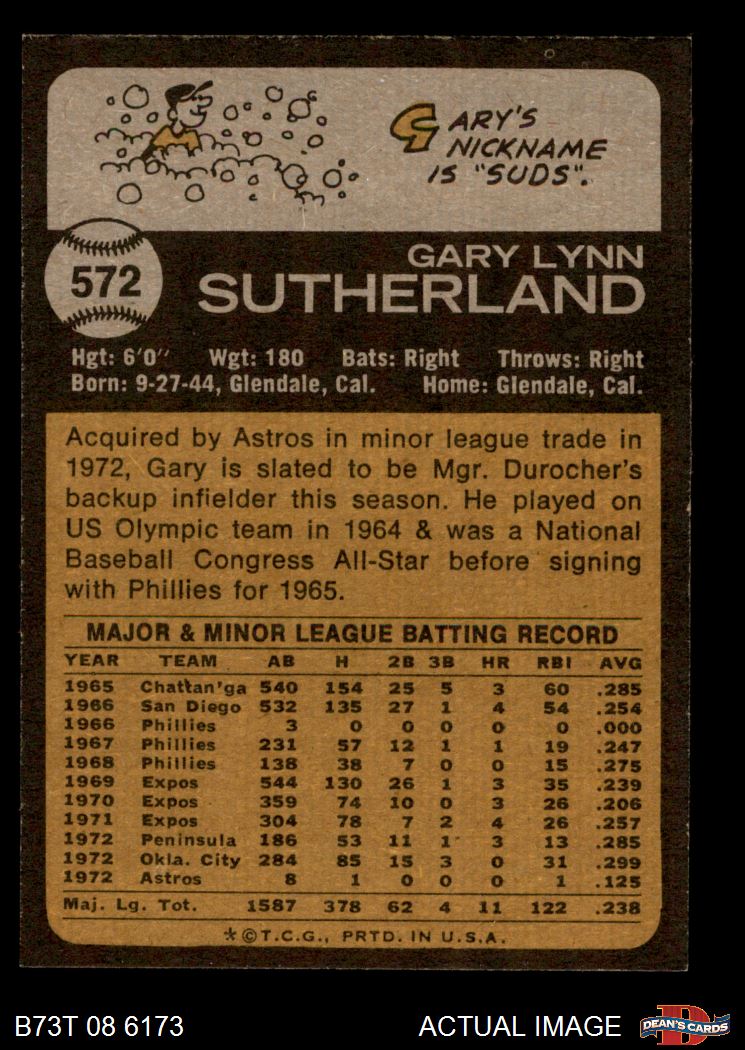 GARY'S
NICKNAME
IS "SUDS".
572
GARY LYNN
SUTHERLAND
Hgt: 6'0" Wgt: 180 Bats: Right Throws: Right
Born: 9-27-44, Glendale, Cal. Home: Glendale, Cal.
Acquired by Astros in minor league trade in
1972, Gary is slated to be Mgr. Durocher's
backup infielder this season. He played on
US Olympic team in 1964 & was a National
Baseball Congress All-Star before signing
with Phillies for 1965.
MAJOR & MINOR LEAGUE BATTING RECORD
YEAR TEAM AB H 2B 3B HR RBI AVG
1965 Chattan'ga 540 154 25 5 3 60 .285
1966 San Diego 532 135 27 1 4 54 .254
1966 Phillies 3 0 0 0 0 0 .000
1967 Phillies 231 57 12 1 1 19 .247
1968 Phillies 138 38 7 0 0 15 .275
1969 Expos 544 130 26 1 3 35 .239
1970 Expos 359 74 10 0 3 26 .206
1971 Expos 304 78 7 2 4 26 .257
1972 Peninsula 186 53 11 1 3 13 .285
1972 Okla. City 284 85 15 3 0 31 .299
1972 Astros 8 1 0 0 0 1 .125
Maj. Lg. Tot. 1587 378 62 4 11 122 .238
*©T.C.G., PRTD. IN U.S.A.
B73T 08 6173 ACTUAL IMAGE DEAN'S CARDS